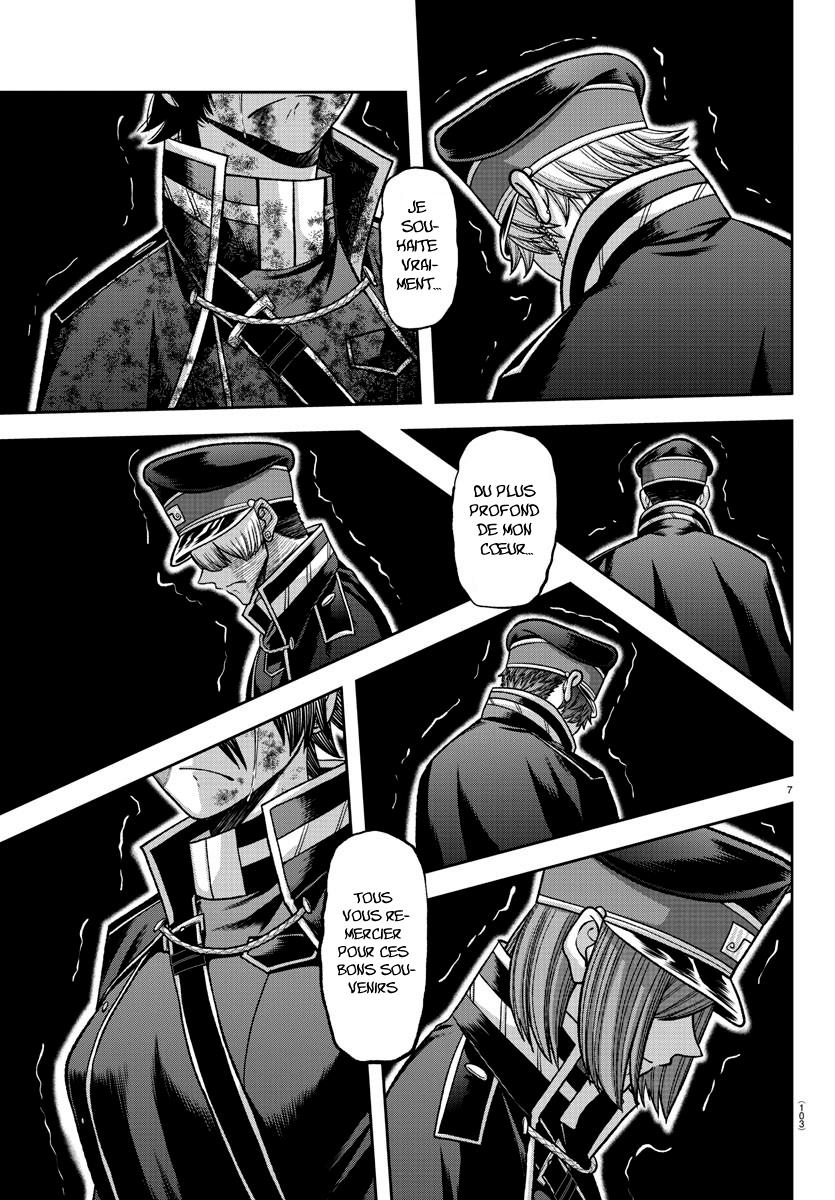 JE
SOU-
HAITE
VRAI-
MENT...
DU PLUS
PROFOND
DE MON
CŒUR...
7
TOUS
VOUS RE-
MERCIER
POUR CES
BONS SOU-
VENIRS
(103)